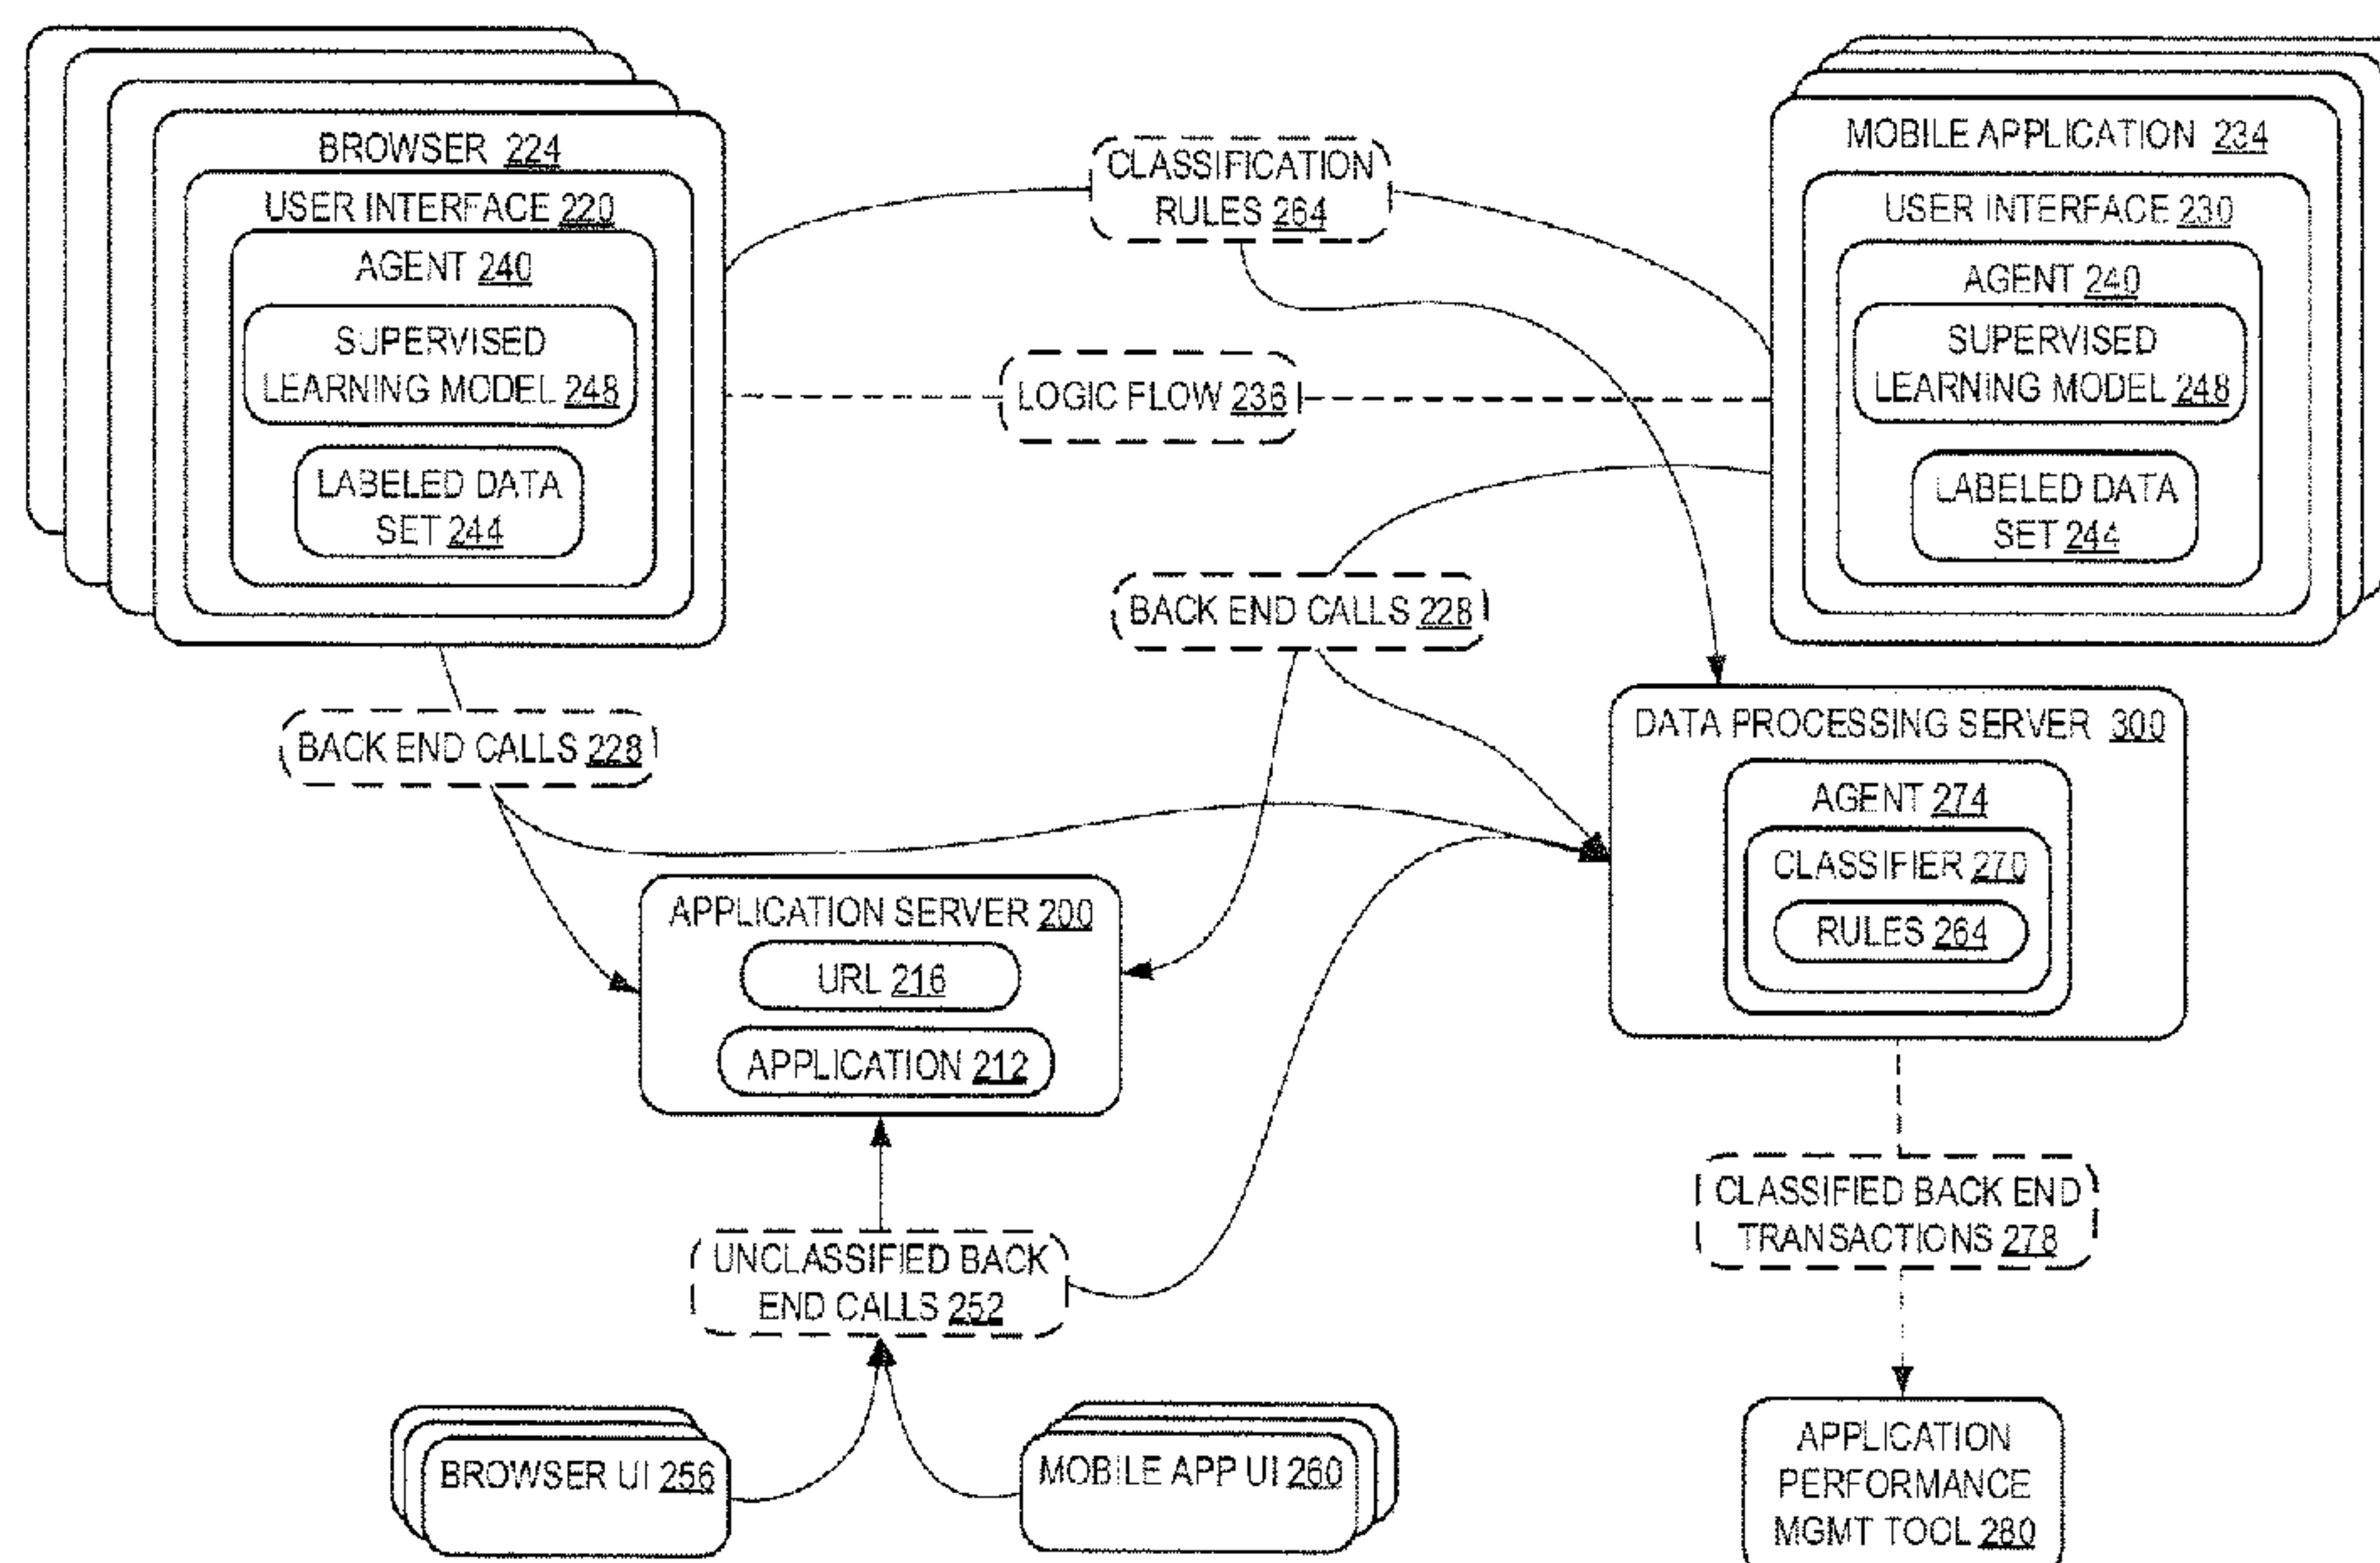 BROWSER 224
USER INTERFACE 220
AGENT 240
SUPERVISED
LEARNING MODEL 248
LABELED DATA
SET 244
CLASSIFICATION
RULES 264
LOGIC FLOW 236
MOBILE APPLICATION 234
USER INTERFACE 230
AGENT 240
SUPERVISED
LEARNING MODEL 248
LABELED DATA
SET 244
BACK END CALLS 228
BACK END CALLS 228
DATA PROCESSING SERVER 300
AGENT 274
CLASSIFIER 270
RULES 264
APPLICATION SERVER 200
URL 216
APPLICATION 212
UNCLASSIFIED BACK
END CALLS 252
CLASSIFIED BACK END
TRANSACTIONS 278
BROWSER UI 256
MOBILE APP UI 260
APPLICATION
PERFORMANCE
MGMT TOOL 280